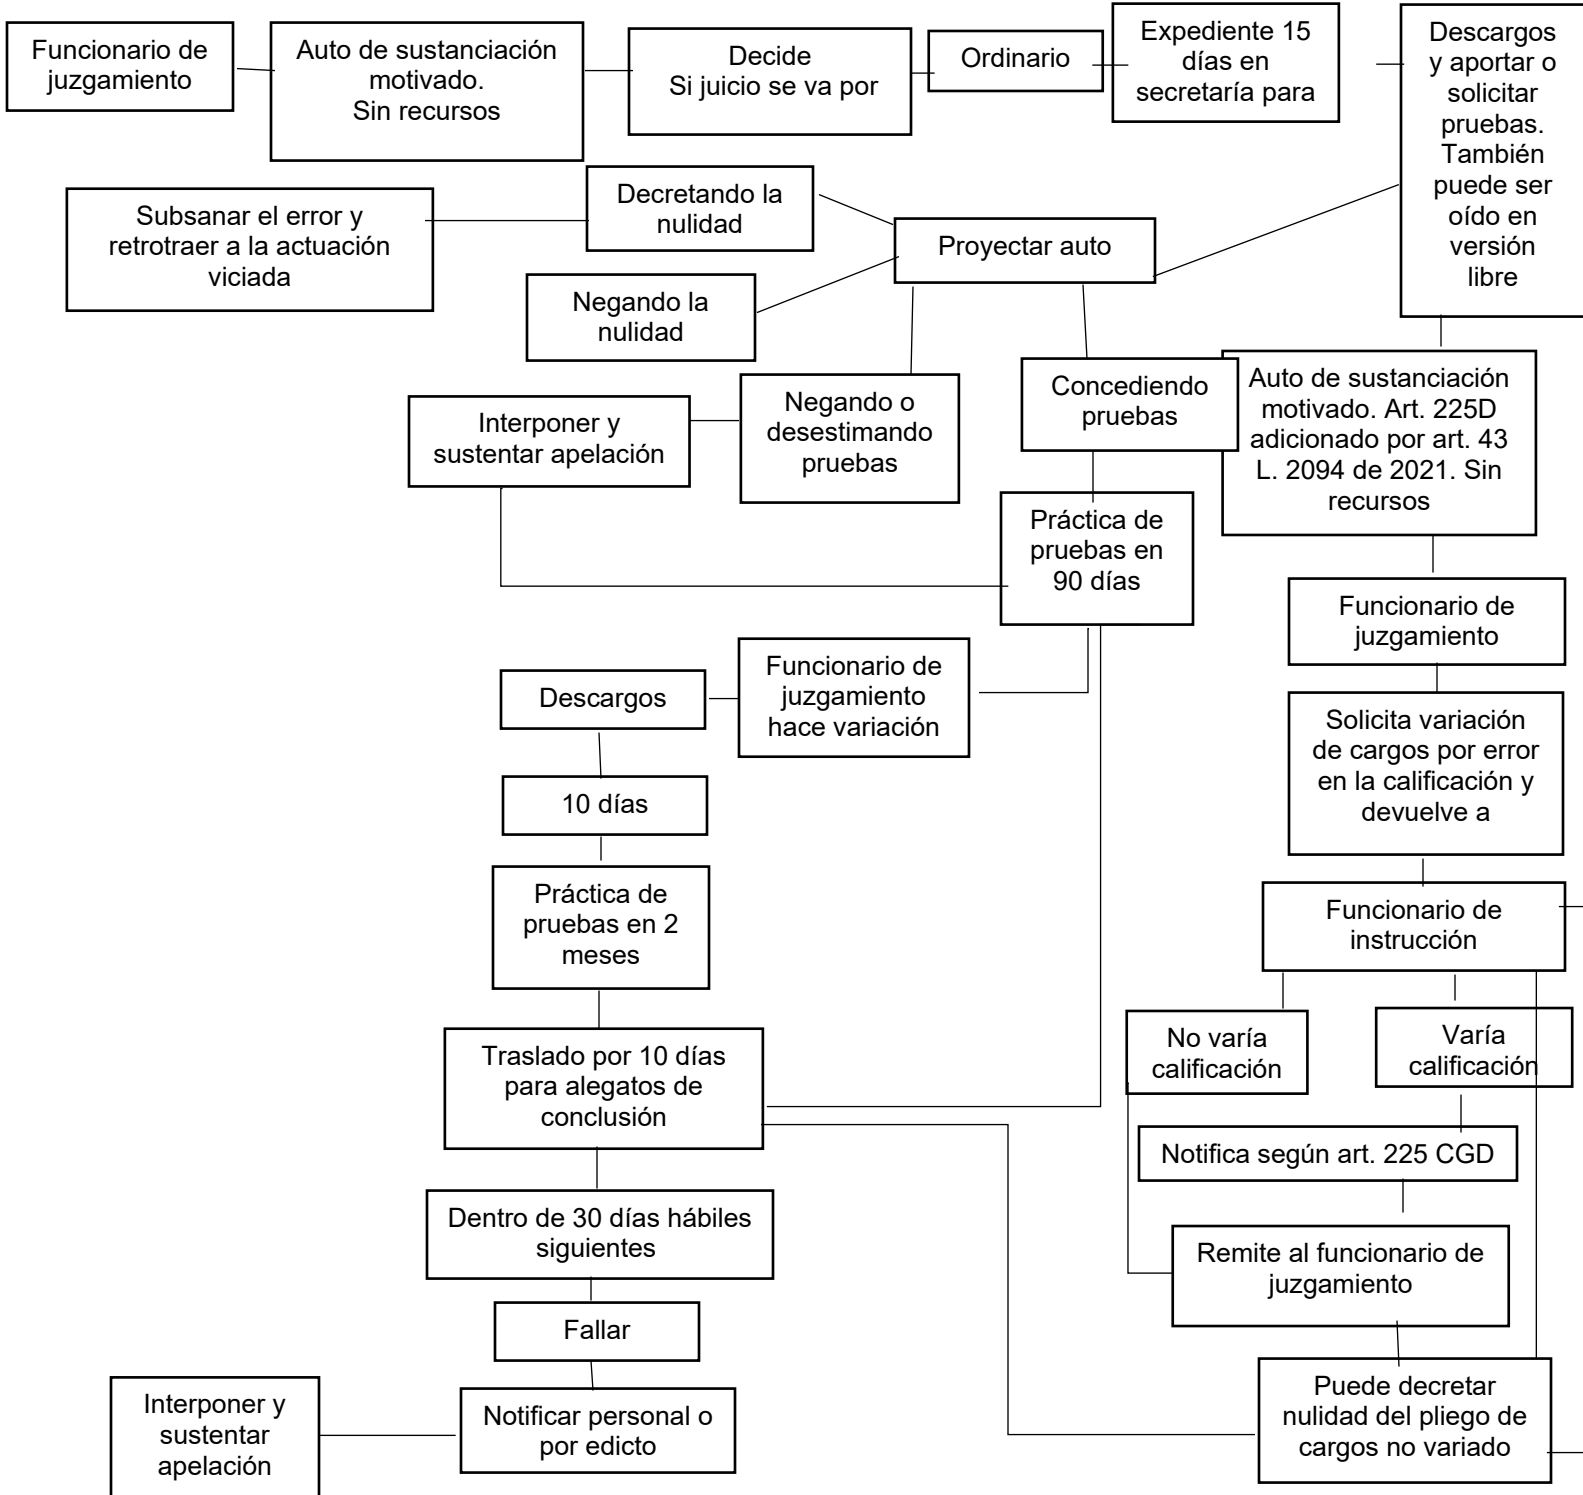 Funcionario de
juzgamiento
Auto de sustanciación
motivado.
Sin recursos
Decide
Si juicio se va por
Ordinario
Expediente 15
días en
secretaría para
Descargos
y aportar o
solicitar
pruebas.
También
puede ser
oído en
versión
libre
Subsanar el error y
retrotraer a la actuación
viciada
Decretando la
nulidad
Proyectar auto
Negando la
nulidad
Interponer y
sustentar apelación
Negando o
desestimando
pruebas
Concediendo
pruebas
Auto de sustanciación
motivado. Art. 225D
adicionado por art. 43
L. 2094 de 2021. Sin
recursos
Práctica de
pruebas en
90 días
Funcionario de
juzgamiento
Descargos
Funcionario de
juzgamiento
hace variación
Solicita variación
de cargos por error
en la calificación y
devuelve a
10 días
Práctica de
pruebas en 2
meses
Funcionario de
instrucción
Traslado por 10 días
para alegatos de
conclusión
No varía
calificación
Varía
calificación
Notifica según art. 225 CGD
Dentro de 30 días hábiles
siguientes
Remite al funcionario de
juzgamiento
Fallar
Interponer y
sustentar
apelación
Notificar personal o
por edicto
Puede decretar
nulidad del pliego de
cargos no variado